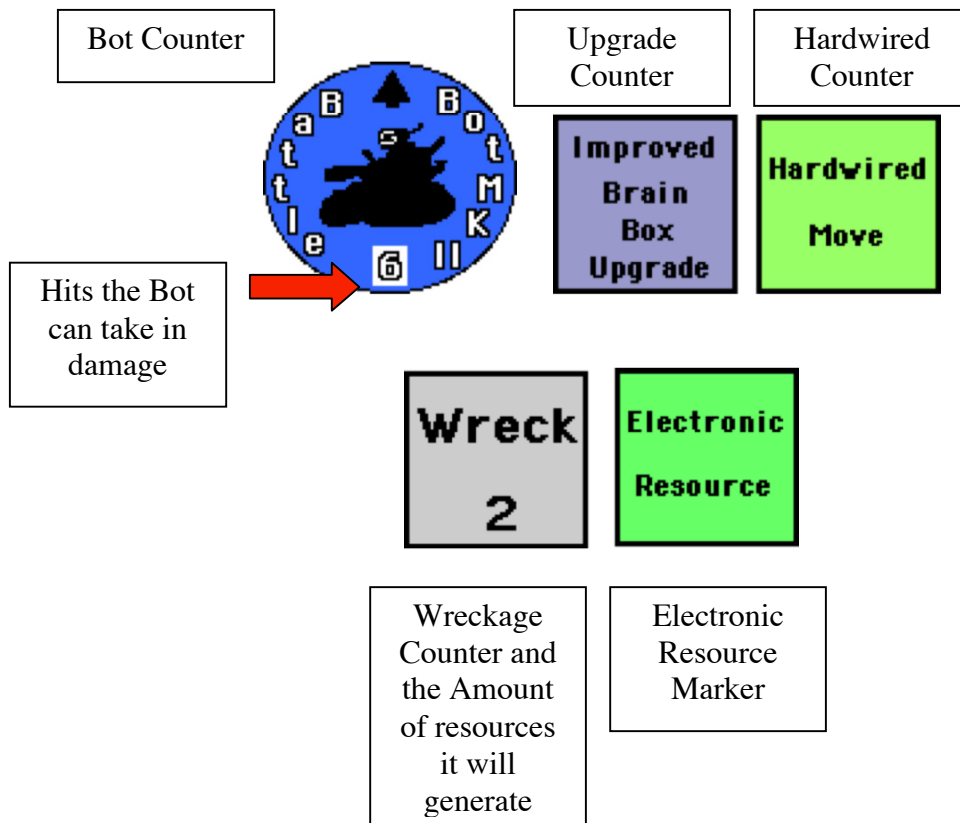 Bot Counter
Upgrade
Counter
Hardwired
Counter
Battle Bot MK II
6
Improved
Brain
Box
Upgrade
Hardwired
Move
Hits the Bot
can take in
damage
Wreck
2
Electronic
Resource
Wreckage
Counter and
the Amount
of resources
it will
generate
Electronic
Resource
Marker